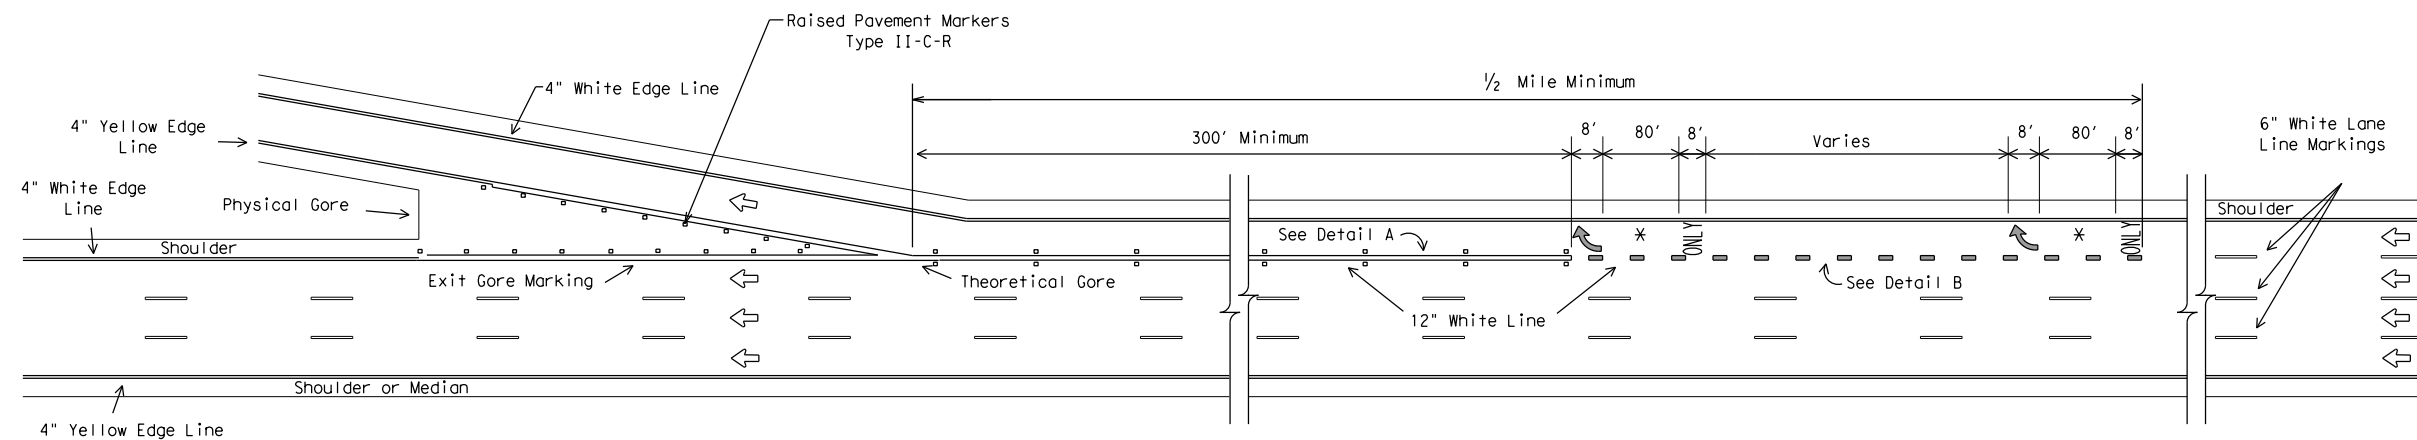 Raised Pavement Markers
Type II-C-R
4" White Edge Line
½ Mile Minimum
4" Yellow Edge
Line
300' Minimum
8'
80'
8'
Varies
8'
80'
8'
6" White Lane
Line Markings
4" White Edge
Line
Physical Gore
Shoulder
Shoulder
See Detail A
*
ONLY
*
ONLY
Exit Gore Marking
Theoretical Gore
See Detail B
12" White Line
Shoulder or Median
4" Yellow Edge Line